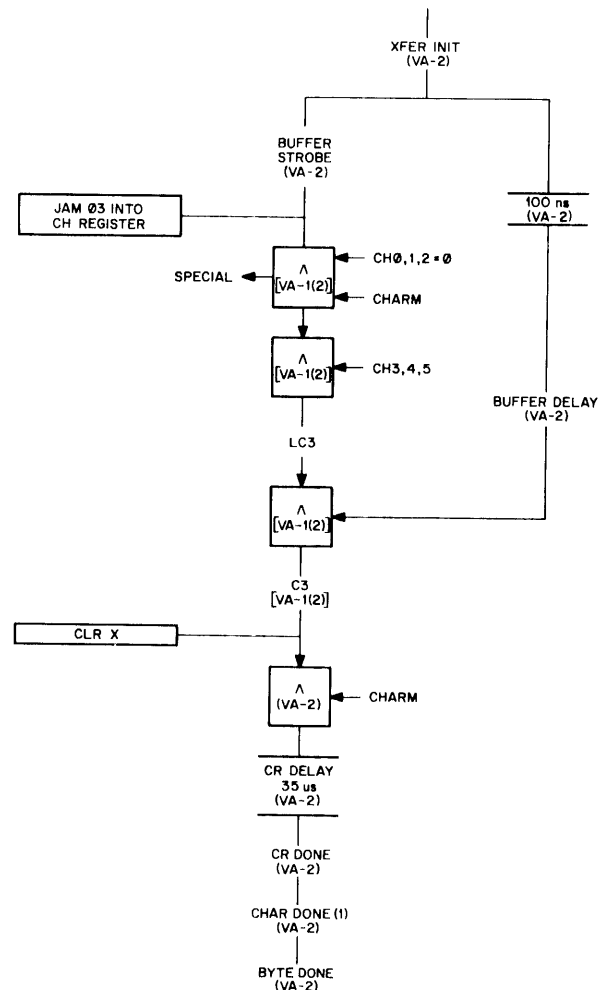 XFER INIT
(VA-2)
BUFFER
STROBE
(VA-2)
JAM Ø3 INTO
CH REGISTER
100 ns
(VA-2)
CHØ,1,2=Ø
SPECIAL
Λ
[VA-1(2)]
CHARM
Λ
[VA-1(2)]
CH3,4,5
BUFFER DELAY
(VA-2)
LC3
Λ
[VA-1(2)]
C3
[VA-1(2)]
CLR X
Λ
(VA-2)
CHARM
CR DELAY
35 us
(VA-2)
CR DONE
(VA-2)
CHAR DONE (1)
(VA-2)
BYTE DONE
(VA-2)